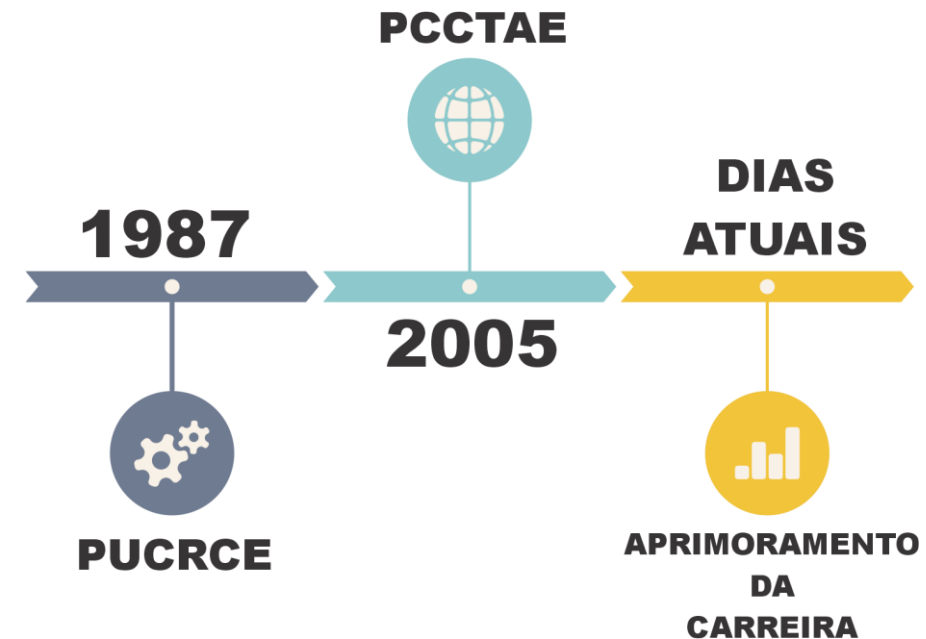 PCCTAE
1987
DIAS
ATUAIS
2005
PUCRCE
APRIMORAMENTO
DA
CARREIRA